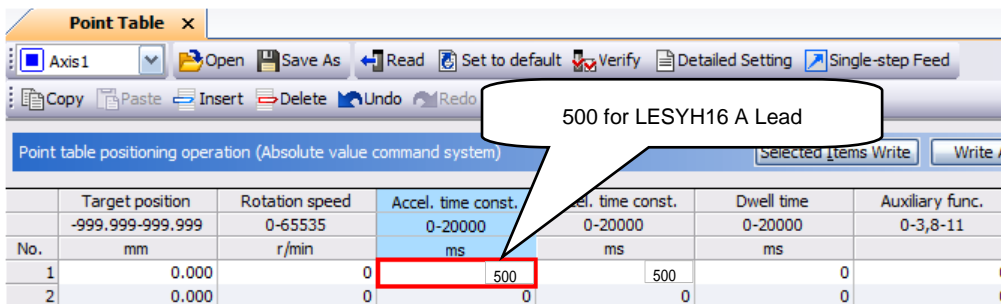 Point Table ×
Axis1 Open Save As Read Set to default Verify Detailed Setting Single-step Feed
Copy Paste Insert Delete Undo Redo
500 for LESYH16 A Lead
Point table positioning operation (Absolute value command system) Selected Items Write Write
Target position Rotation speed Accel. time const. time const. Dwell time Auxiliary func.
-999.999-999.999 0-65535 0-20000 0-20000 0-20000 0-3,8-11
No. mm r/min ms ms ms
1 0.000 0 500 500 0
2 0.000 0 0 0 0